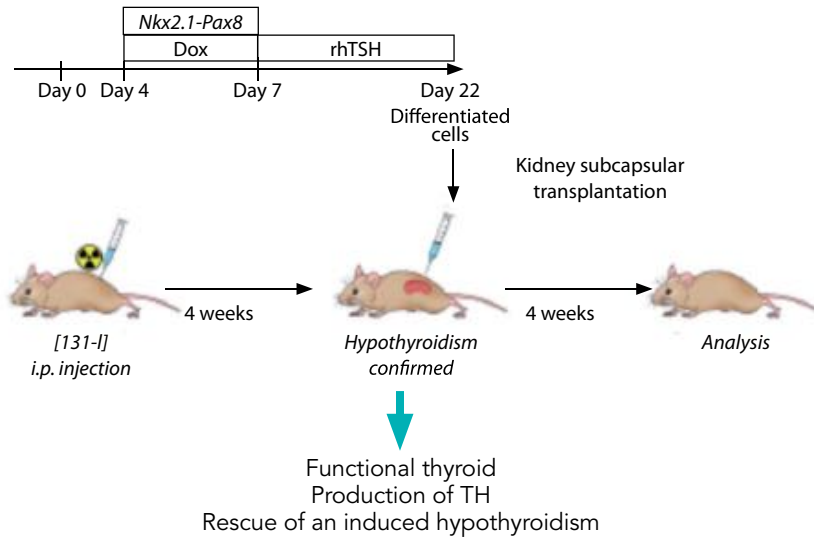 Nkx2.1-Pax8
Dox rhTSH
Day 0 Day 4 Day 7 Day 22
Differentiated
cells
Kidney subcapsular
transplantation
4 weeks 4 weeks
[131-I]
i.p. injection
Hypothyroidism
confirmed
Analysis
Functional thyroid
Production of TH
Rescue of an induced hypothyroidism